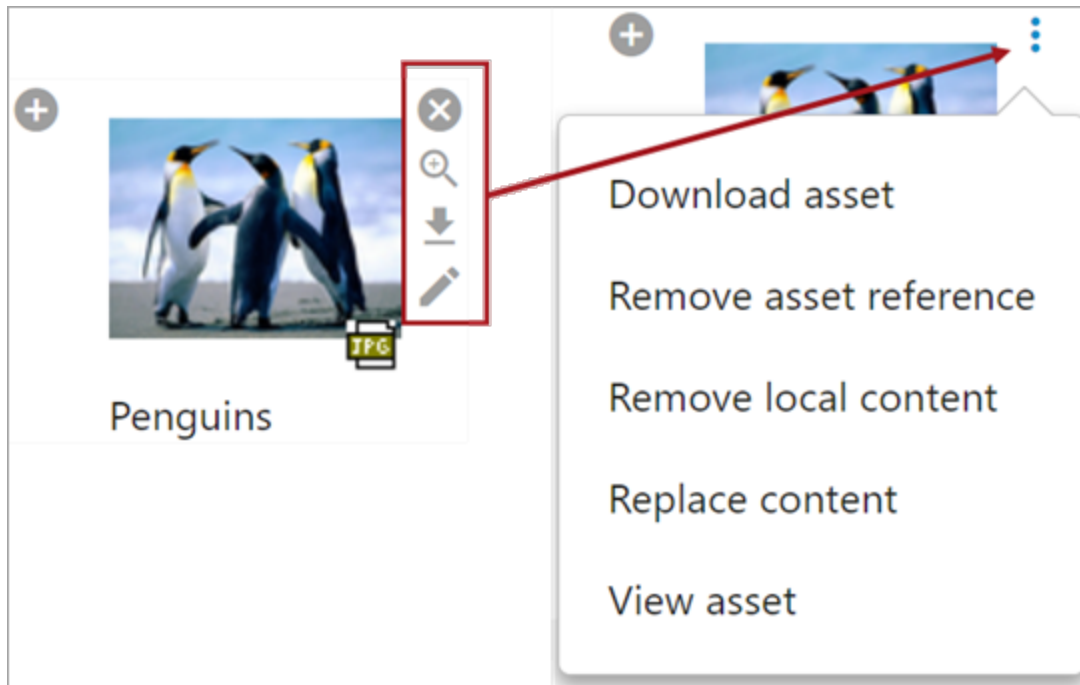 JPG
Penguins
Download asset
Remove asset reference
Remove local content
Replace content
View asset